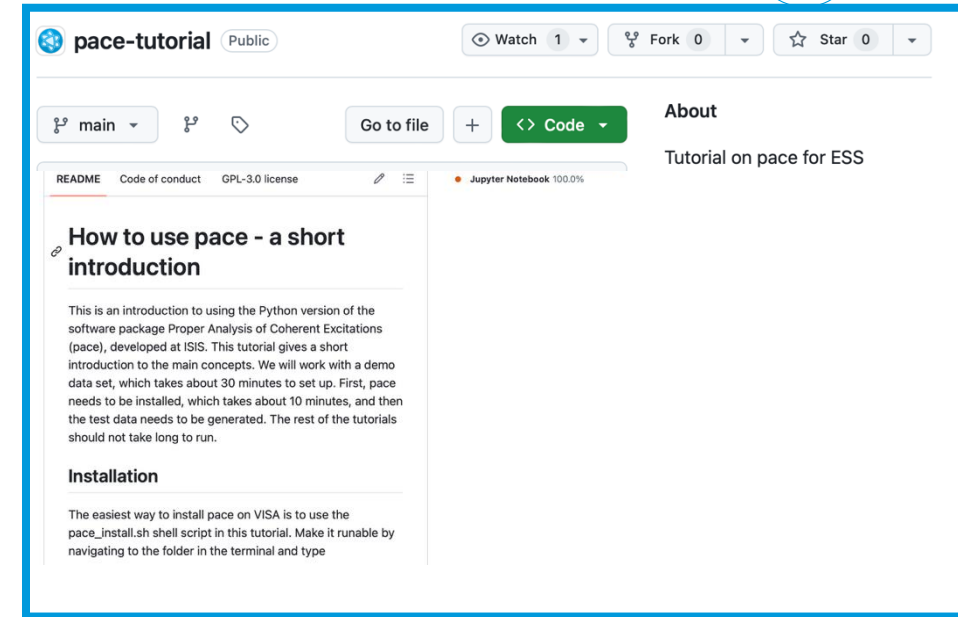 pace-tutorial Public
Watch 1
Fork 0
Star 0
main
Go to file
+
<> Code
About
Tutorial on pace for ESS
README Code of conduct GPL-3.0 license
Jupyter Notebook 100.0%
How to use pace - a short
introduction
This is an introduction to using the Python version of the
software package Proper Analysis of Coherent Excitations
(pace), developed at ISIS. This tutorial gives a short
introduction to the main concepts. We will work with a demo
data set, which takes about 30 minutes to set up. First, pace
needs to be installed, which takes about 10 minutes, and then
the test data needs to be generated. The rest of the tutorials
should not take long to run.
Installation
The easiest way to install pace on VISA is to use the
pace_install.sh shell script in this tutorial. Make it runable by
navigating to the folder in the terminal and type